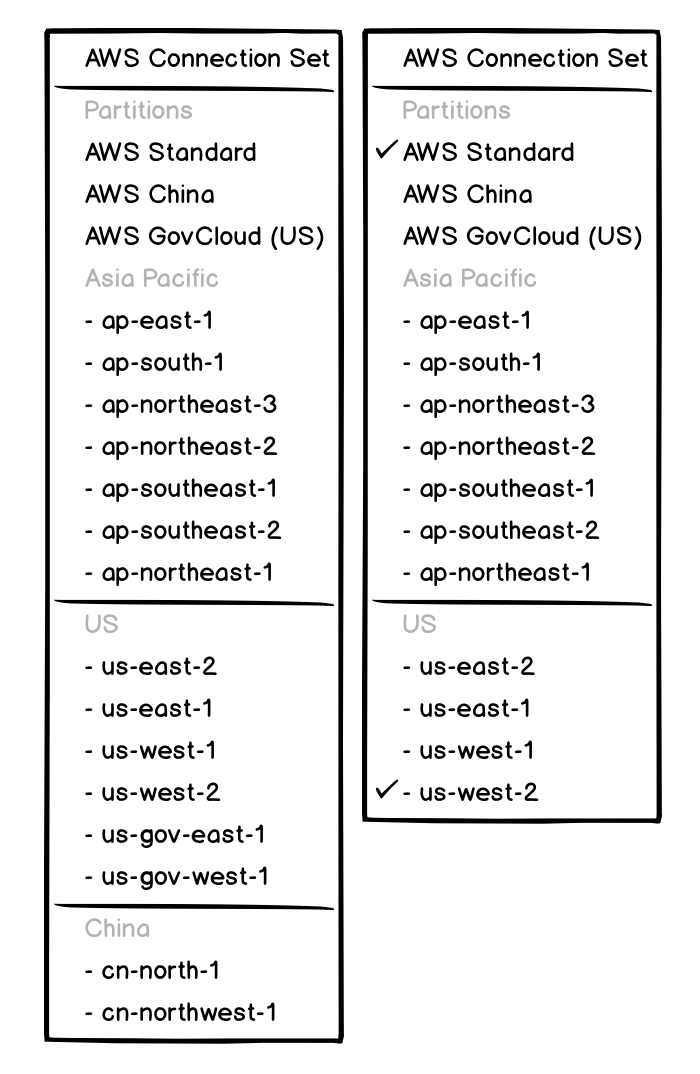 AWS Connection Set
Partitions
AWS Standard
AWS China
AWS GovCloud (US)
Asia Pacific
- ap-east-1
- ap-south-1
- ap-northeast-3
- ap-northeast-2
- ap-southeast-1
- ap-southeast-2
- ap-northeast-1
US
- us-east-2
- us-east-1
- us-west-1
- us-west-2
- us-gov-east-1
- us-gov-west-1
China
- cn-north-1
- cn-northwest-1
AWS Connection Set
Partitions
✓ AWS Standard
AWS China
AWS GovCloud (US)
Asia Pacific
- ap-east-1
- ap-south-1
- ap-northeast-3
- ap-northeast-2
- ap-southeast-1
- ap-southeast-2
- ap-northeast-1
US
- us-east-2
- us-east-1
- us-west-1
✓ - us-west-2